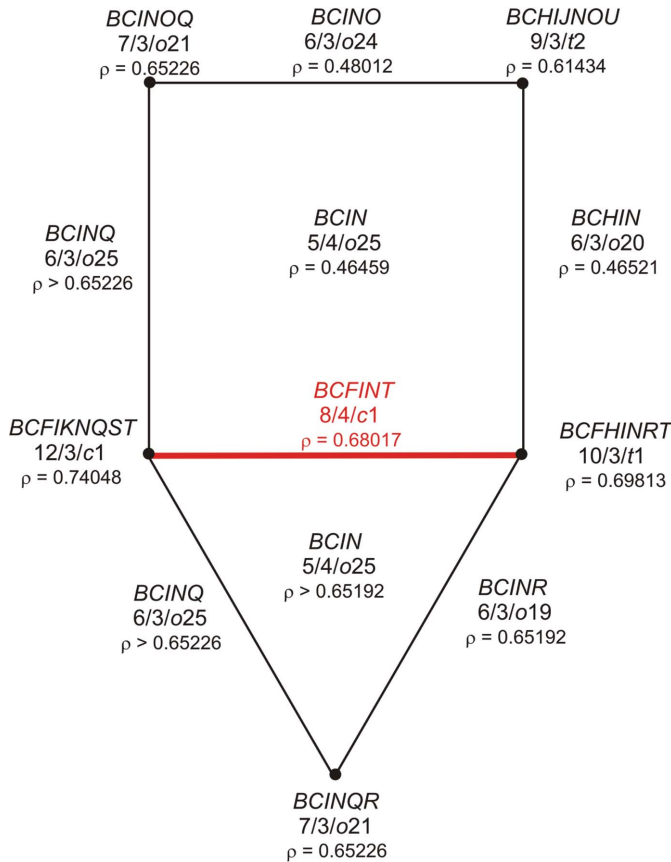 BCINOQ
7/3/o21
ρ = 0.65226
BCINO
6/3/o24
ρ = 0.48012
BCHIJNOU
9/3/t2
ρ = 0.61434
BCINQ
6/3/o25
ρ > 0.65226
BCIN
5/4/o25
ρ = 0.46459
BCHIN
6/3/o20
ρ = 0.46521
BCFIKNQST
12/3/c1
ρ = 0.74048
BCFINT
8/4/c1
ρ = 0.68017
BCFHINRT
10/3/t1
ρ = 0.69813
BCINQ
6/3/o25
ρ > 0.65226
BCIN
5/4/o25
ρ > 0.65192
BCINR
6/3/o19
ρ = 0.65192
BCINQR
7/3/o21
ρ = 0.65226